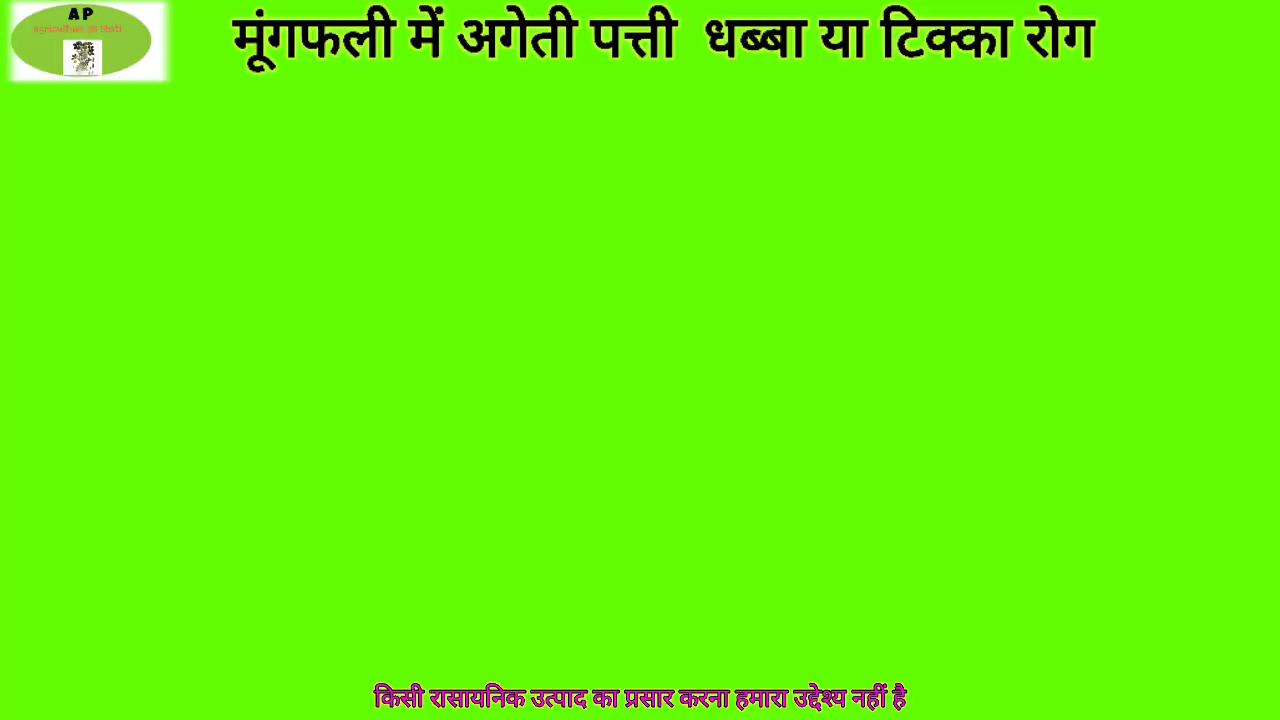 A P
मूंगफली में अगेती पत्ती धब्बा या टिक्का रोग
किसी रासायनिक उत्पाद का प्रसार करना हमारा उद्देश्य नहीं है